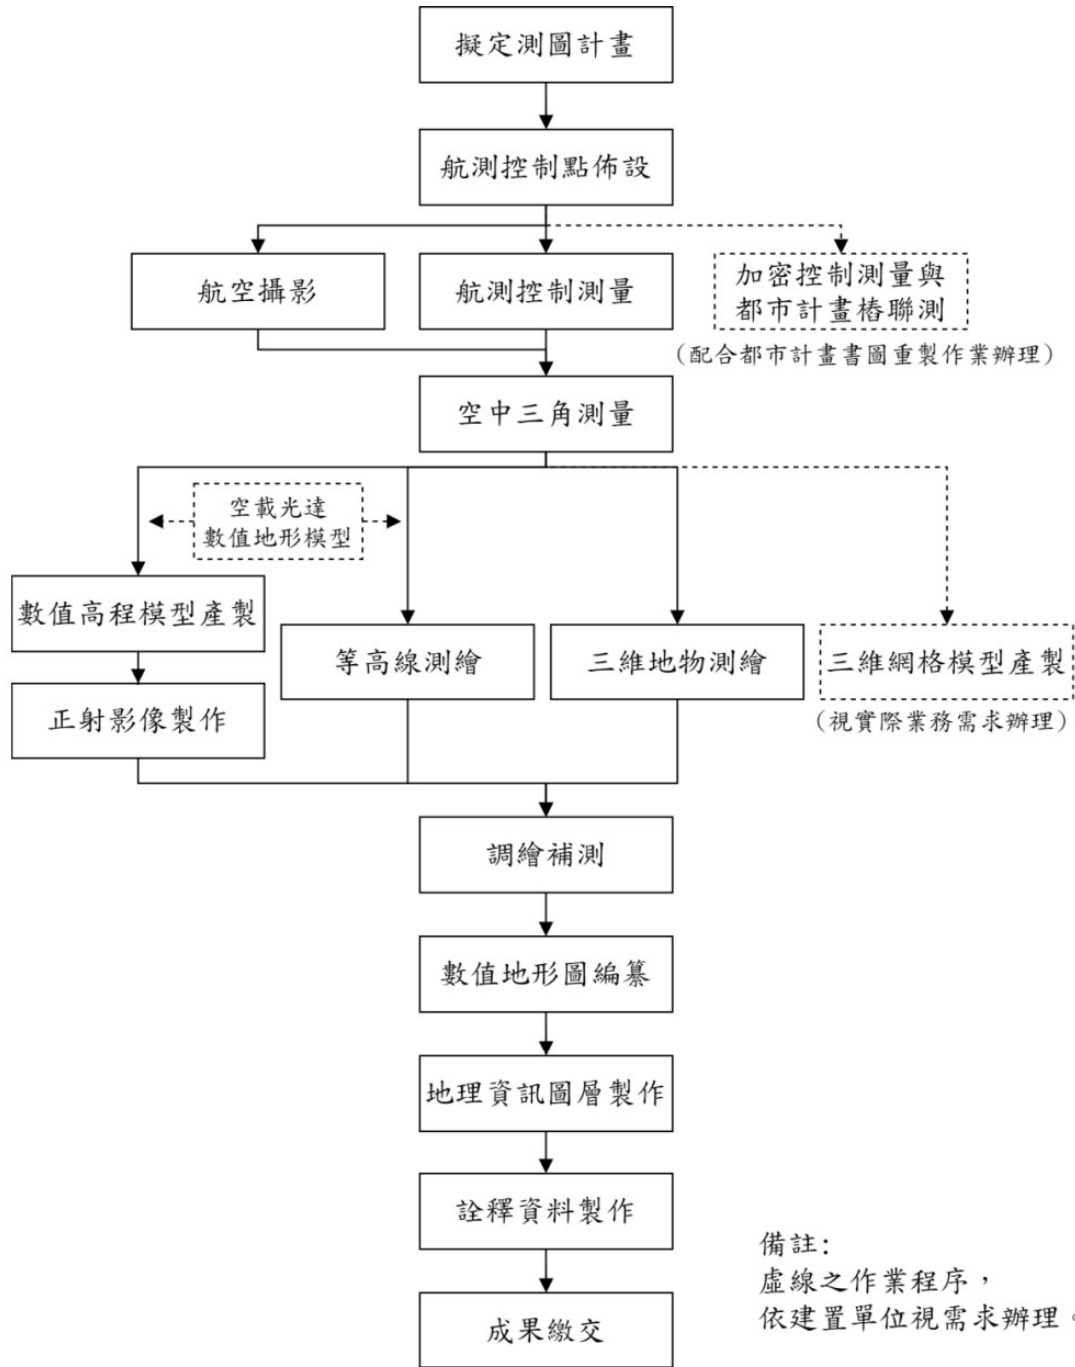 擬定測圖計畫
航測控制點佈設
航空攝影
航測控制測量
加密控制測量與
都市計畫樁聯測
(配合都市計畫書圖重製作業辦理)
空中三角測量
空載光達
數值地形模型
數值高程模型產製
等高線測繪
三維地物測繪
三維網格模型產製
(視實際業務需求辦理)
正射影像製作
調繪補測
數值地形圖編纂
地理資訊圖層製作
詮釋資料製作
成果繳交
備註:
虛線之作業程序，
依建置單位視需求辦理。